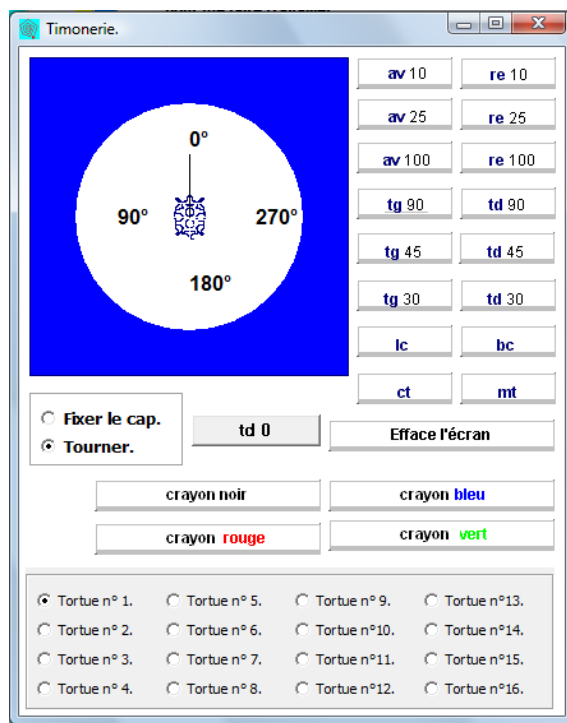 Timonerie.
av 10 re 10
av 25 re 25
0°
av 100 re 100
90° 270°
tg 90 td 90
tg 45 td 45
180°
tg 30 td 30
lc bc
ct mt
Fixer le cap.
td 0 Efface l'écran
Tourner.
crayon noir crayon bleu
crayon rouge crayon vert
Tortue n° 1. Tortue n° 5. Tortue n° 9. Tortue n°13.
Tortue n° 2. Tortue n° 6. Tortue n°10. Tortue n°14.
Tortue n° 3. Tortue n° 7. Tortue n°11. Tortue n°15.
Tortue n° 4. Tortue n° 8. Tortue n°12. Tortue n°16.